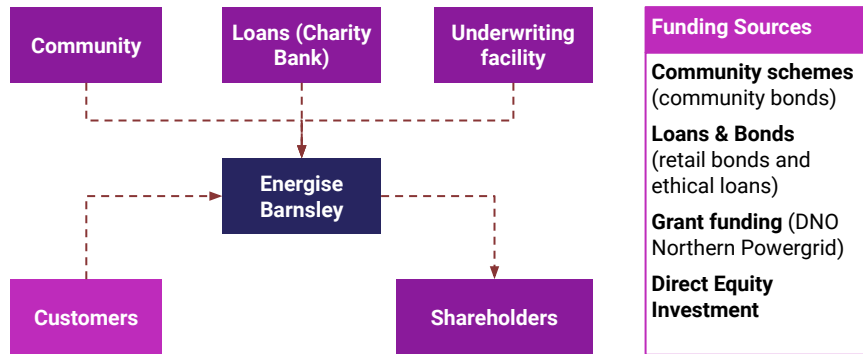 Community
Loans (Charity
Bank)
Underwriting
facility
Energise
Barnsley
Customers
Shareholders
Funding Sources
Community schemes
(community bonds)
Loans & Bonds
(retail bonds and
ethical loans)
Grant funding (DNO
Northern Powergrid)
Direct Equity
Investment